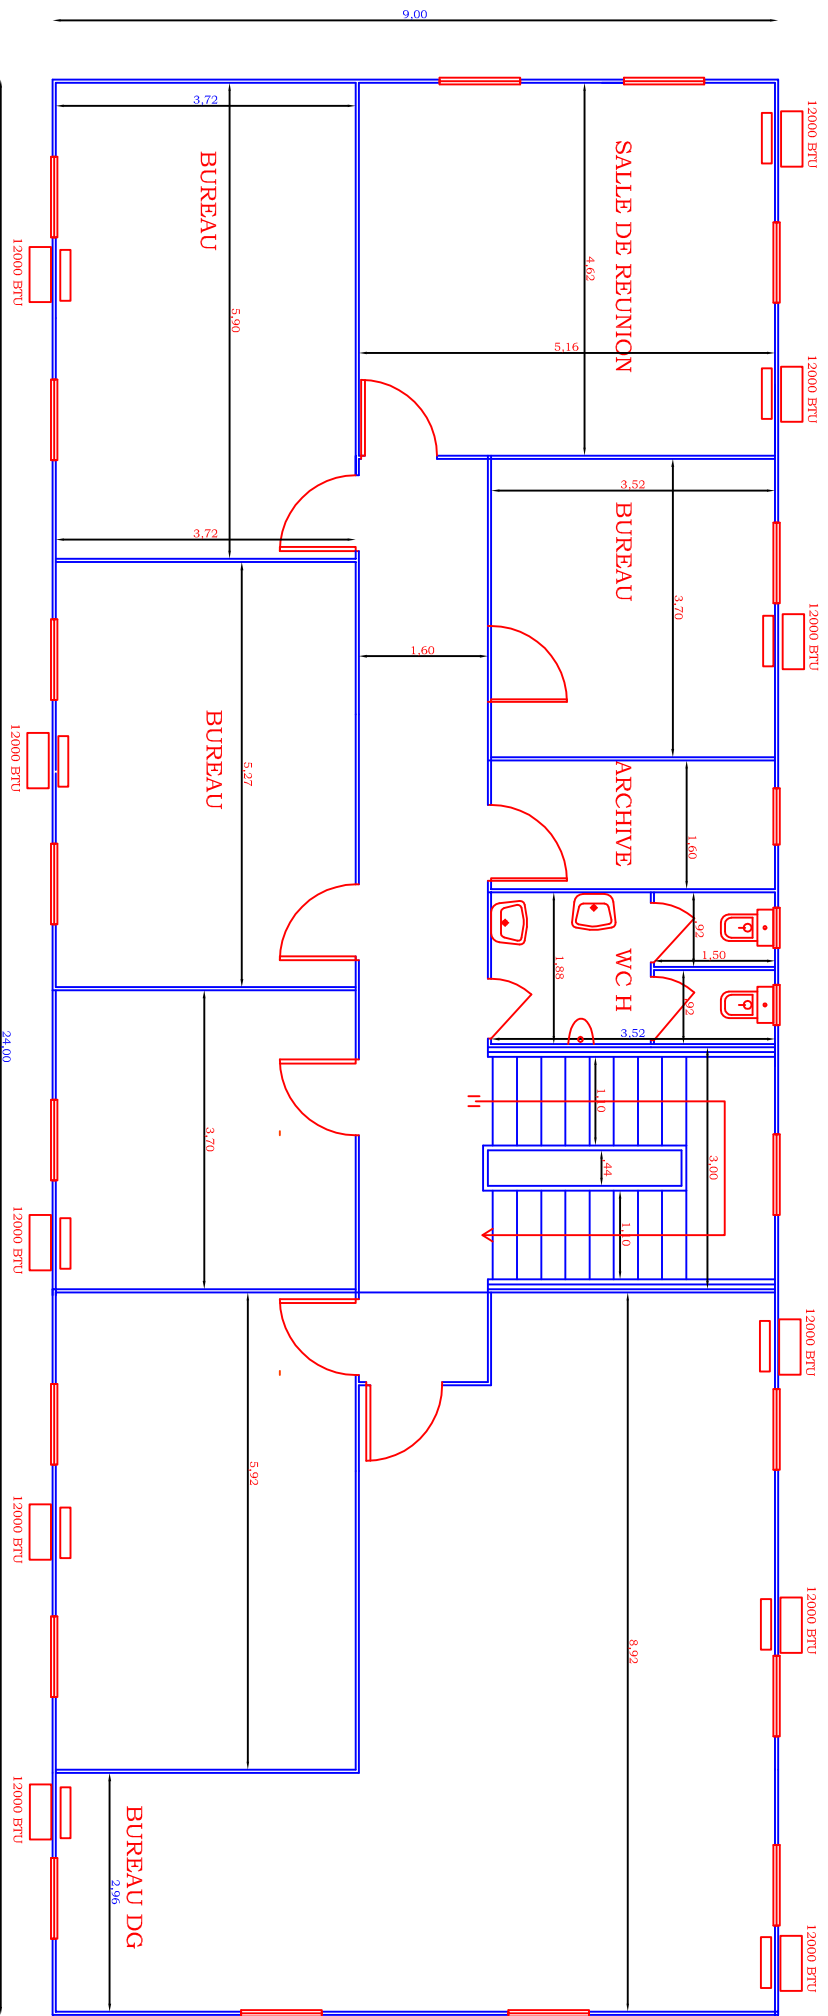 9,00
12000 BTU
3,72
BUREAU
5,90
SALLE DE REUNION
4,62
5,16
12000 BTU
12000 BTU
3,72
3,52
BUREAU
3,70
12000 BTU
1,60
BUREAU
5,27
12000 BTU
ARCHIVE
1,60
,92
1,50
WC H
1,88
,92
3,52
24,00
3,70
1,10
,44
3,00
1,10
12000 BTU
12000 BTU
5,92
12000 BTU
8,92
12000 BTU
12000 BTU
BUREAU DG
2,96
12000 BTU